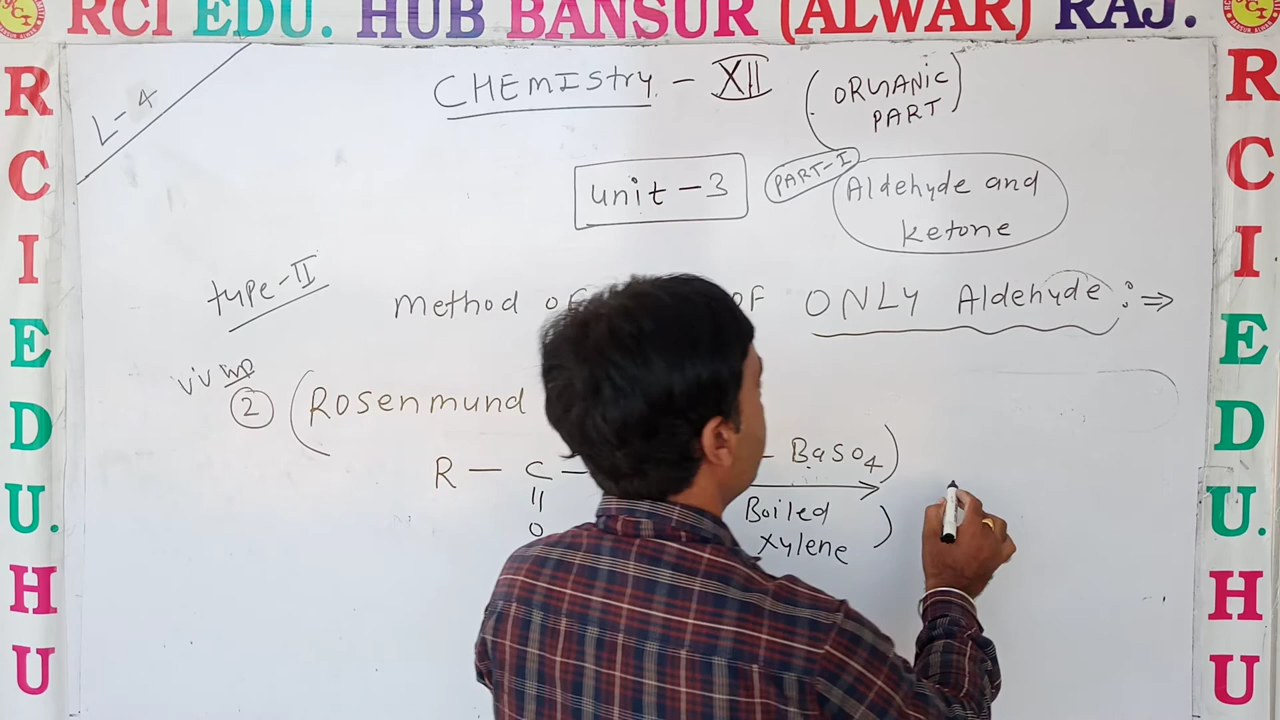 RCI EDU. HUB BANSUR (ALWAR) RAJ.
L-4
CHEMIStry - XII
(ORGANIC
PART)
unit -3
PART-I
Aldehyde and
ketone
type-II
method of OF ONLY Aldehyde :⇒
vvImp
② (Rosenmund
R — C — - BaSO4)
||
O
Boiled
Xylene )
R
C
I
E
D
U.
H
U
R
C
I
E
D
U.
H
U